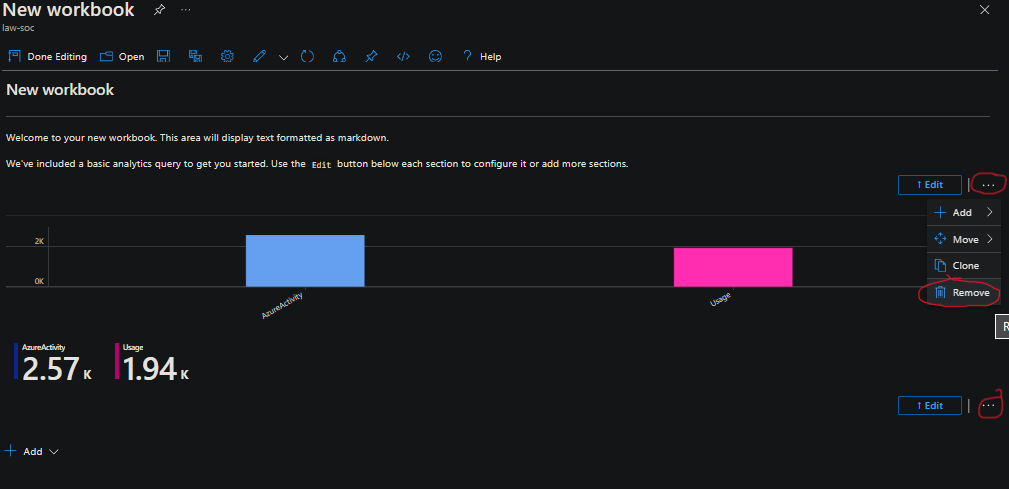 New workbook
law-soc
Done Editing Open Help
New workbook
Welcome to your new workbook. This area will display text formatted as markdown.
We've included a basic analytics query to get you started. Use the Edit button below each section to configure it or add more sections.
↑ Edit | ...
Add
Move
Clone
Remove
R
2K
0K
AzureActivity
Usage
AzureActivity Usage
2.57 K 1.94 K
↑ Edit | ...
Add